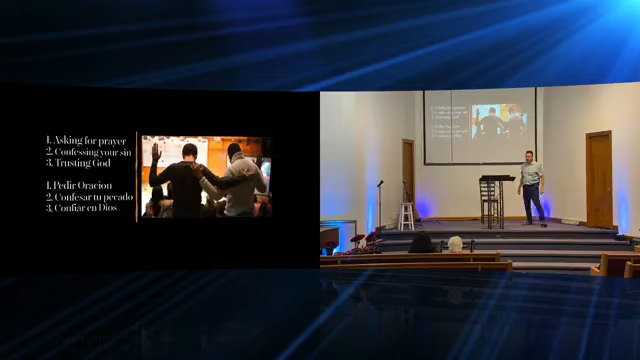 1. Asking for prayer
2. Confessing your sin
3. Trusting God
1. Pedir Oracion
2. Confesar tu pecado
3. Confiar en Dios